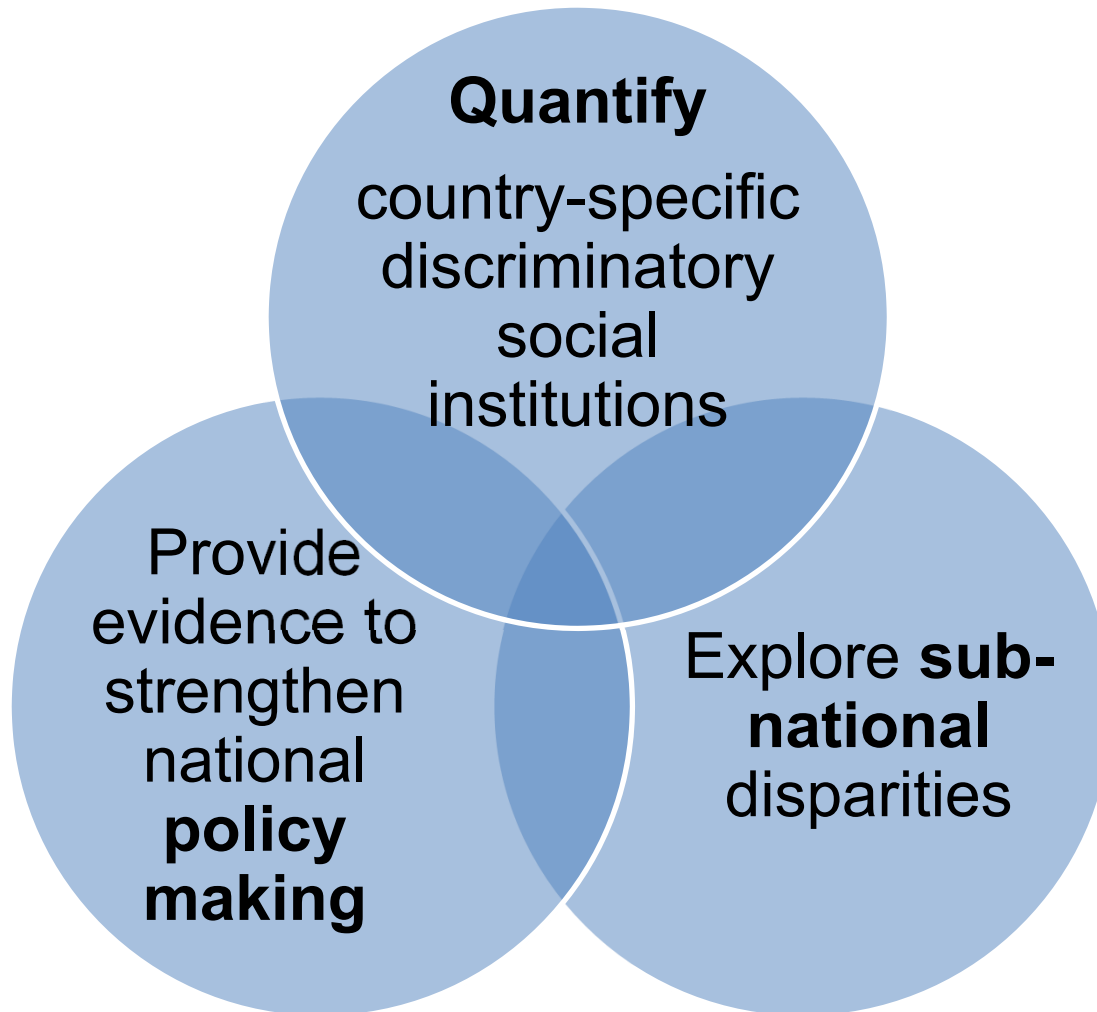 Quantify
country-specific
discriminatory
social
institutions
Provide
evidence to
strengthen
national
policy
making
Explore sub-
national
disparities